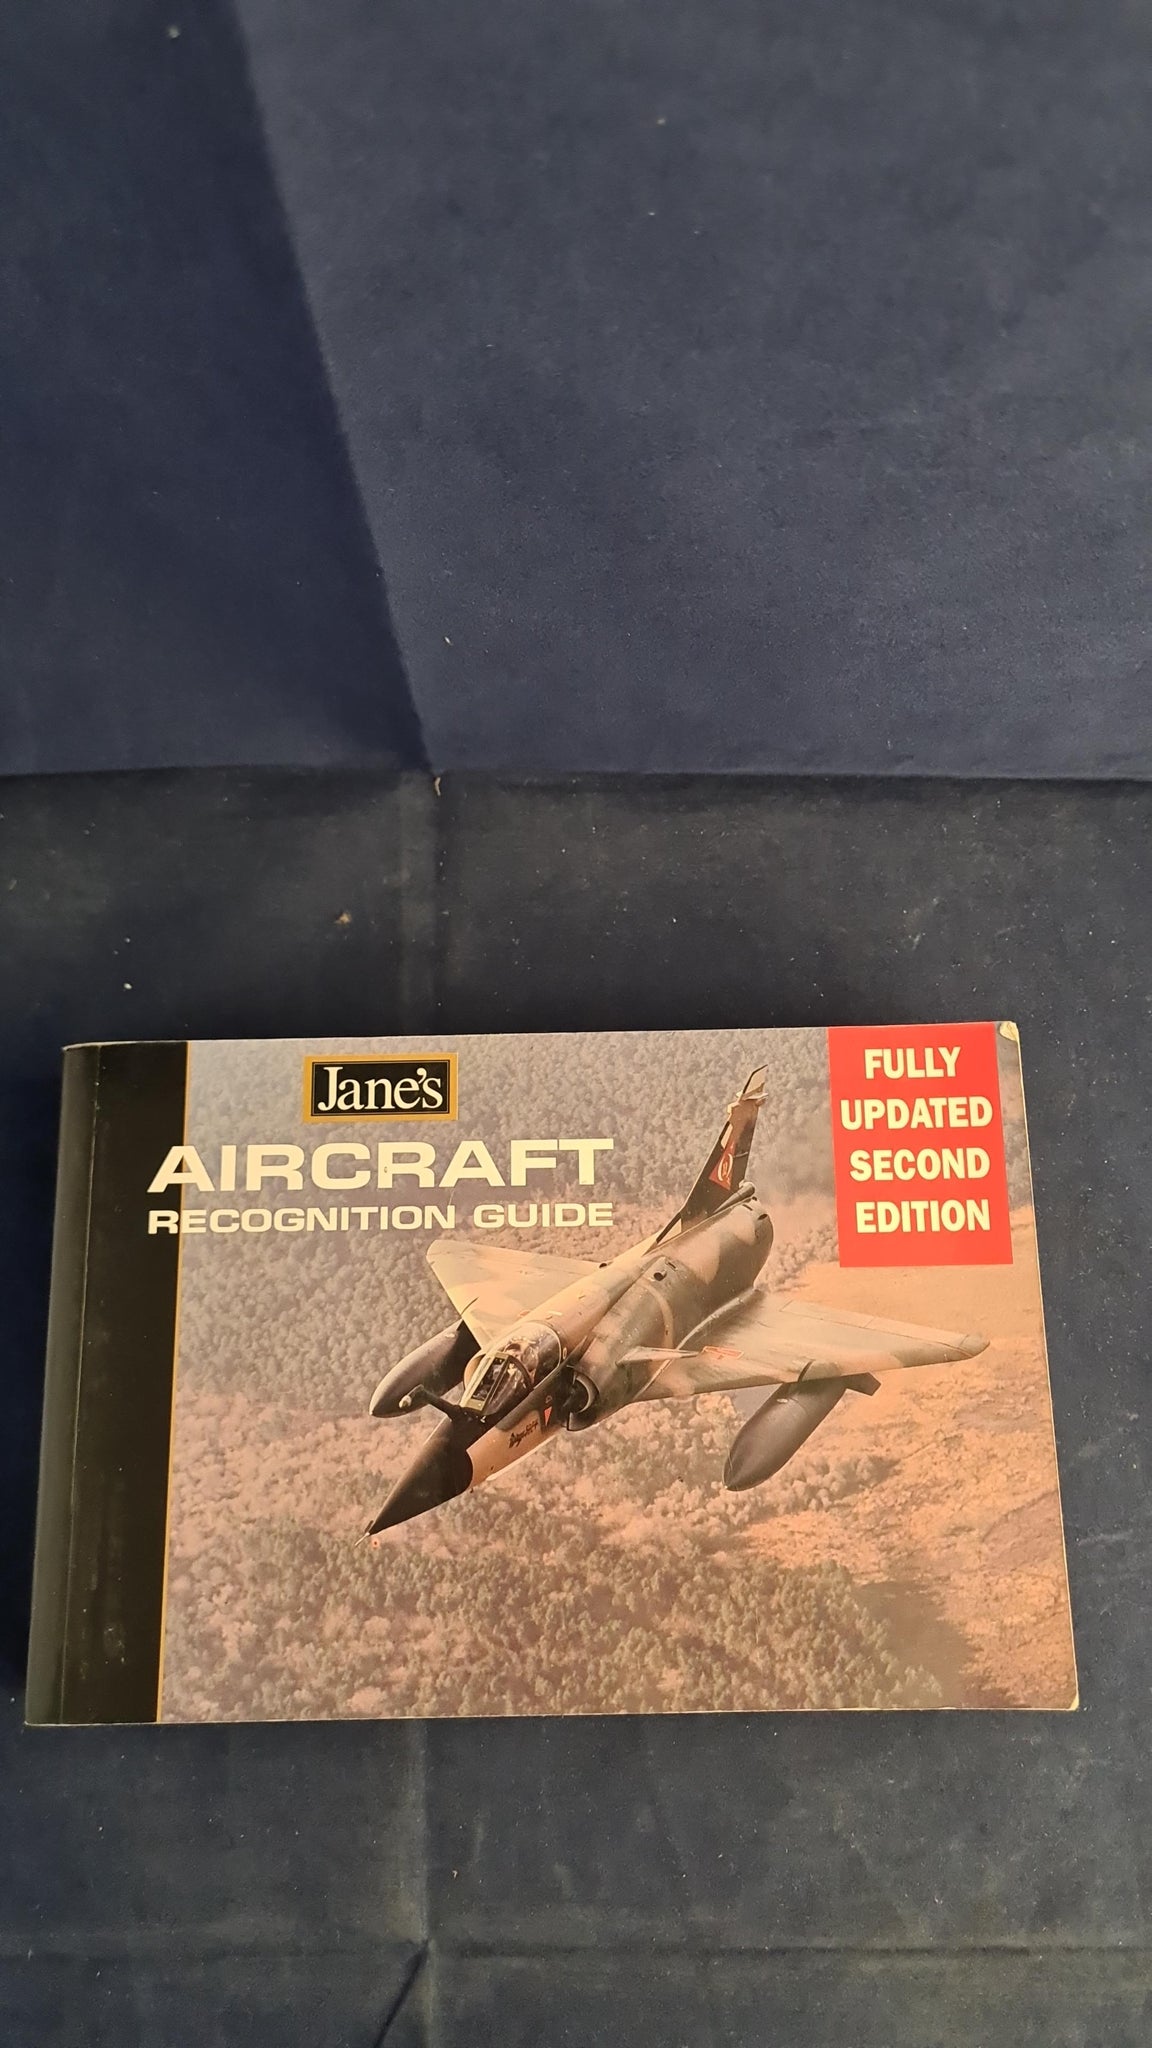 Jane's
AIRCRAFT
RECOGNITION GUIDE
FULLY
UPDATED
SECOND
EDITION